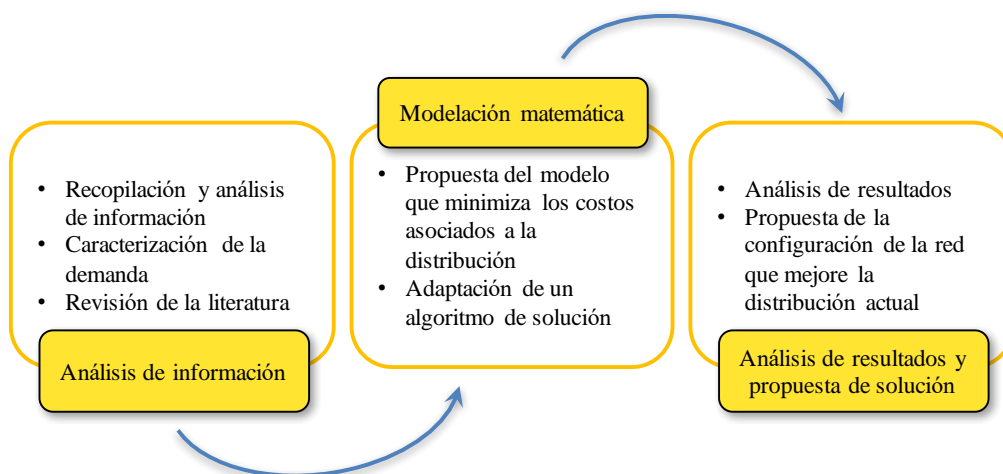 • Recopilación y análisis
de información
• Caracterización de la
demanda
• Revisión de la literatura
Análisis de información
Modelación matemática
• Propuesta del modelo
que minimiza los costos
asociados a la
distribución
• Adaptación de un
algoritmo de solución
• Análisis de resultados
• Propuesta de la
configuración de la red
que mejore la
distribución actual
Análisis de resultados y
propuesta de solución